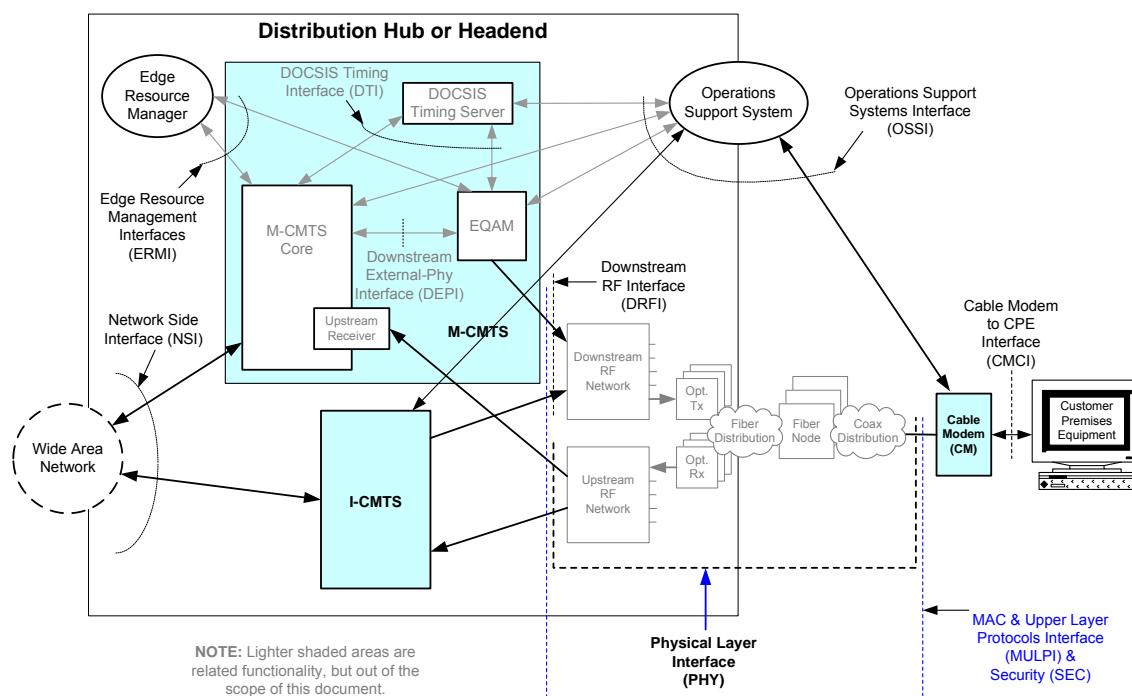 Distribution Hub or Headend
Edge
Resource
Manager
DOCSIS Timing
Interface (DTI)
DOCSIS
Timing Server
Operations
Support System
Operations Support
Systems Interface
(OSSI)
Edge Resource
Management
Interfaces
(ERMI)
M-CMTS
Core
EQAM
Downstream
External-Phy
Interface (DEPI)
Upstream
Receiver
M-CMTS
Downstream
RF Interface
(DRFI)
Network Side
Interface (NSI)
Cable Modem
to CPE
Interface
(CMCI)
Downstream
RF
Network
Opt.
Tx
Fiber
Distribution
Fiber
Node
Coax
Distribution
Cable
Modem
(CM)
Customer
Premises
Equipment
Wide Area
Network
I-CMTS
Upstream
RF
Network
Opt.
Rx
Physical Layer
Interface
(PHY)
MAC & Upper Layer
Protocols Interface
(MULPI) &
Security (SEC)
NOTE: Lighter shaded areas are
related functionality, but out of the
scope of this document.